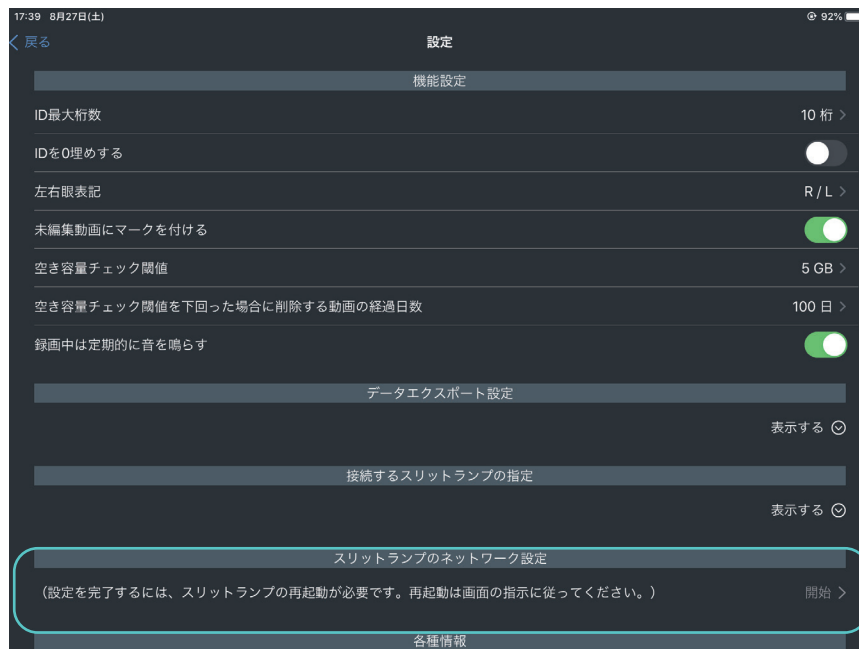 17:39 8月27日(土) 92%
戻る 設定
機能設定
ID最大桁数 10 桁
IDを0埋めする
左右眼表記 R / L
未編集動画にマークを付ける
空き容量チェック閾値 5 GB
空き容量チェック閾値を下回った場合に削除する動画の経過日数 100 日
録画中は定期的に音を鳴らす
データエクスポート設定
表示する
接続するスリットランプの指定
表示する
スリットランプのネットワーク設定
（設定を完了するには、スリットランプの再起動が必要です。再起動は画面の指示に従ってください。） 開始
各種情報